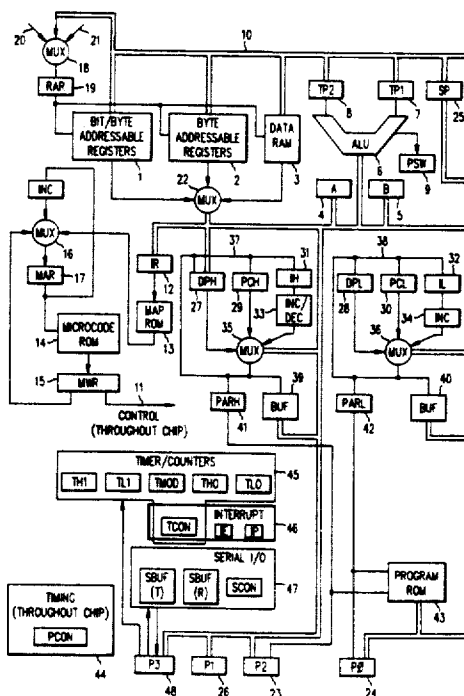 20
21
10
MUX
18
RAR
19
TP2
TP1
SP
8
7
25
BIT/BYTE ADDRESSABLE REGISTERS
BYTE ADDRESSABLE REGISTERS
DATA RAM
ALU
1
2
3
6
PSW
9
22
MUX
INC
A
B
4
5
MUX
16
37
31
38
32
IR
12
DPH
PCH
IH
DPL
PCL
IL
MAR
17
27
29
33
INC/DEC
28
30
34
INC
MICROCODE ROM
14
MAP ROM
13
35
MUX
36
MUX
15
MWR
11
39
40
CONTROL (THROUGHOUT CHIP)
PARH
BUF
PARL
BUF
41
42
TIMER/COUNTERS
45
TH1
TL1
TMOD
TH0
TL0
INTERRUPT
46
TCON
IE
IP
SERIAL I/O
47
SBUF (T)
SBUF (R)
SCON
TIMING (THROUGHOUT CHIP)
PCON
44
PROGRAM ROM
43
P3
P1
P2
PØ
48
26
23
24